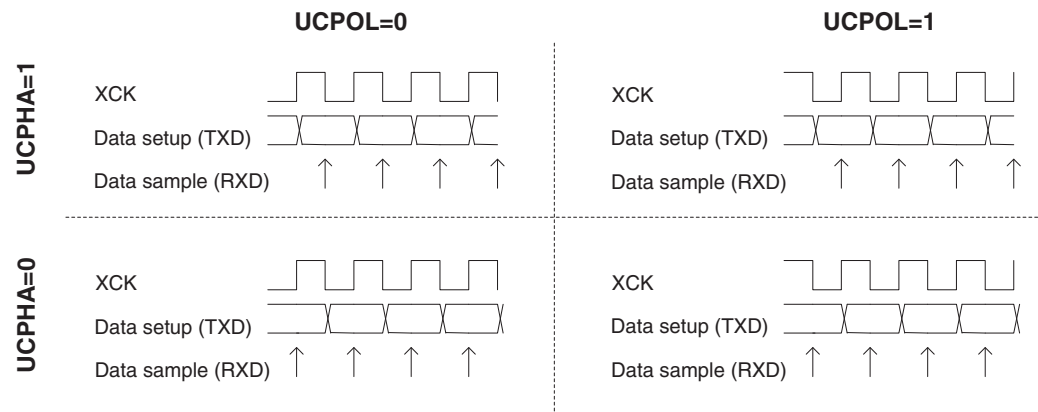 UCPOL=0
UCPOL=1
UCPHA=1
XCK
Data setup (TXD)
Data sample (RXD)
XCK
Data setup (TXD)
Data sample (RXD)
UCPHA=0
XCK
Data setup (TXD)
Data sample (RXD)
XCK
Data setup (TXD)
Data sample (RXD)